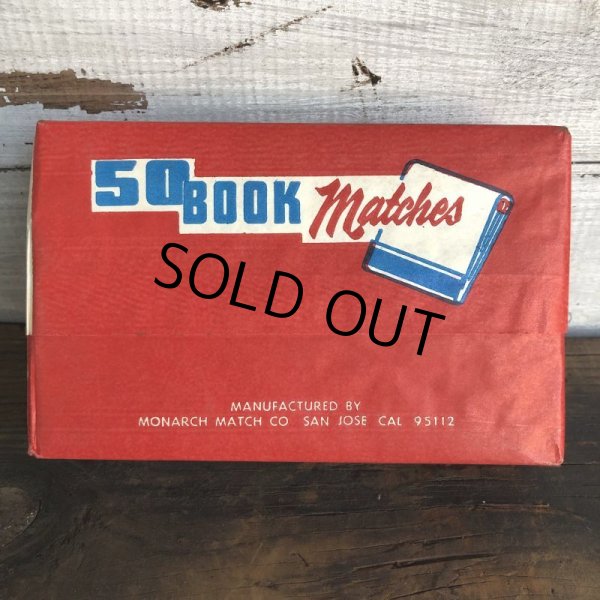 50 BOOK Matches
SOLD OUT
MANUFACTURED BY
MONARCH MATCH CO SAN JOSE CAL 95112